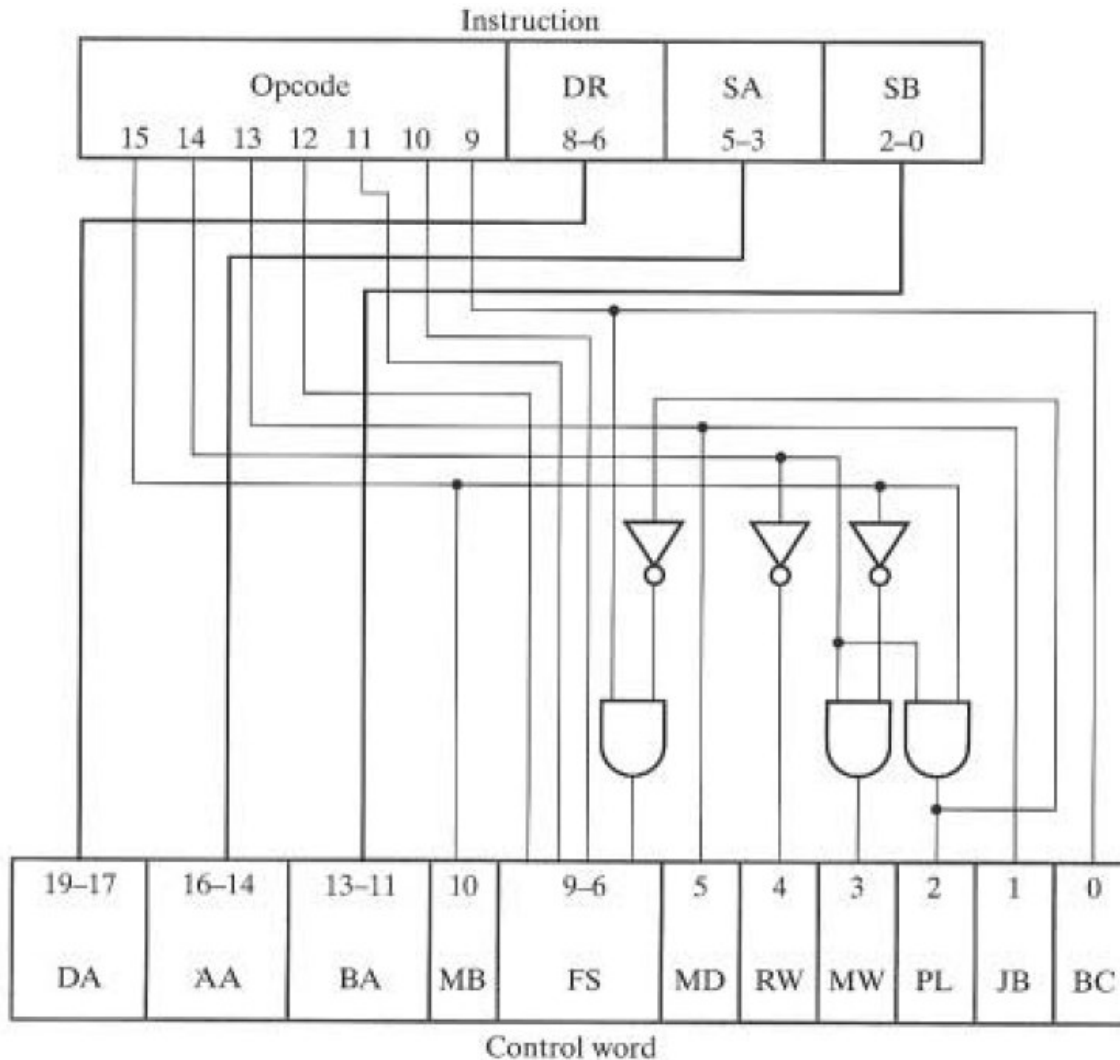 Instruction
Opcode DR SA SB
15 14 13 12 11 10 9 8–6 5–3 2–0
19–17 16–14 13–11 10 9–6 5 4 3 2 1 0
DA AA BA MB FS MD RW MW PL JB BC
Control word